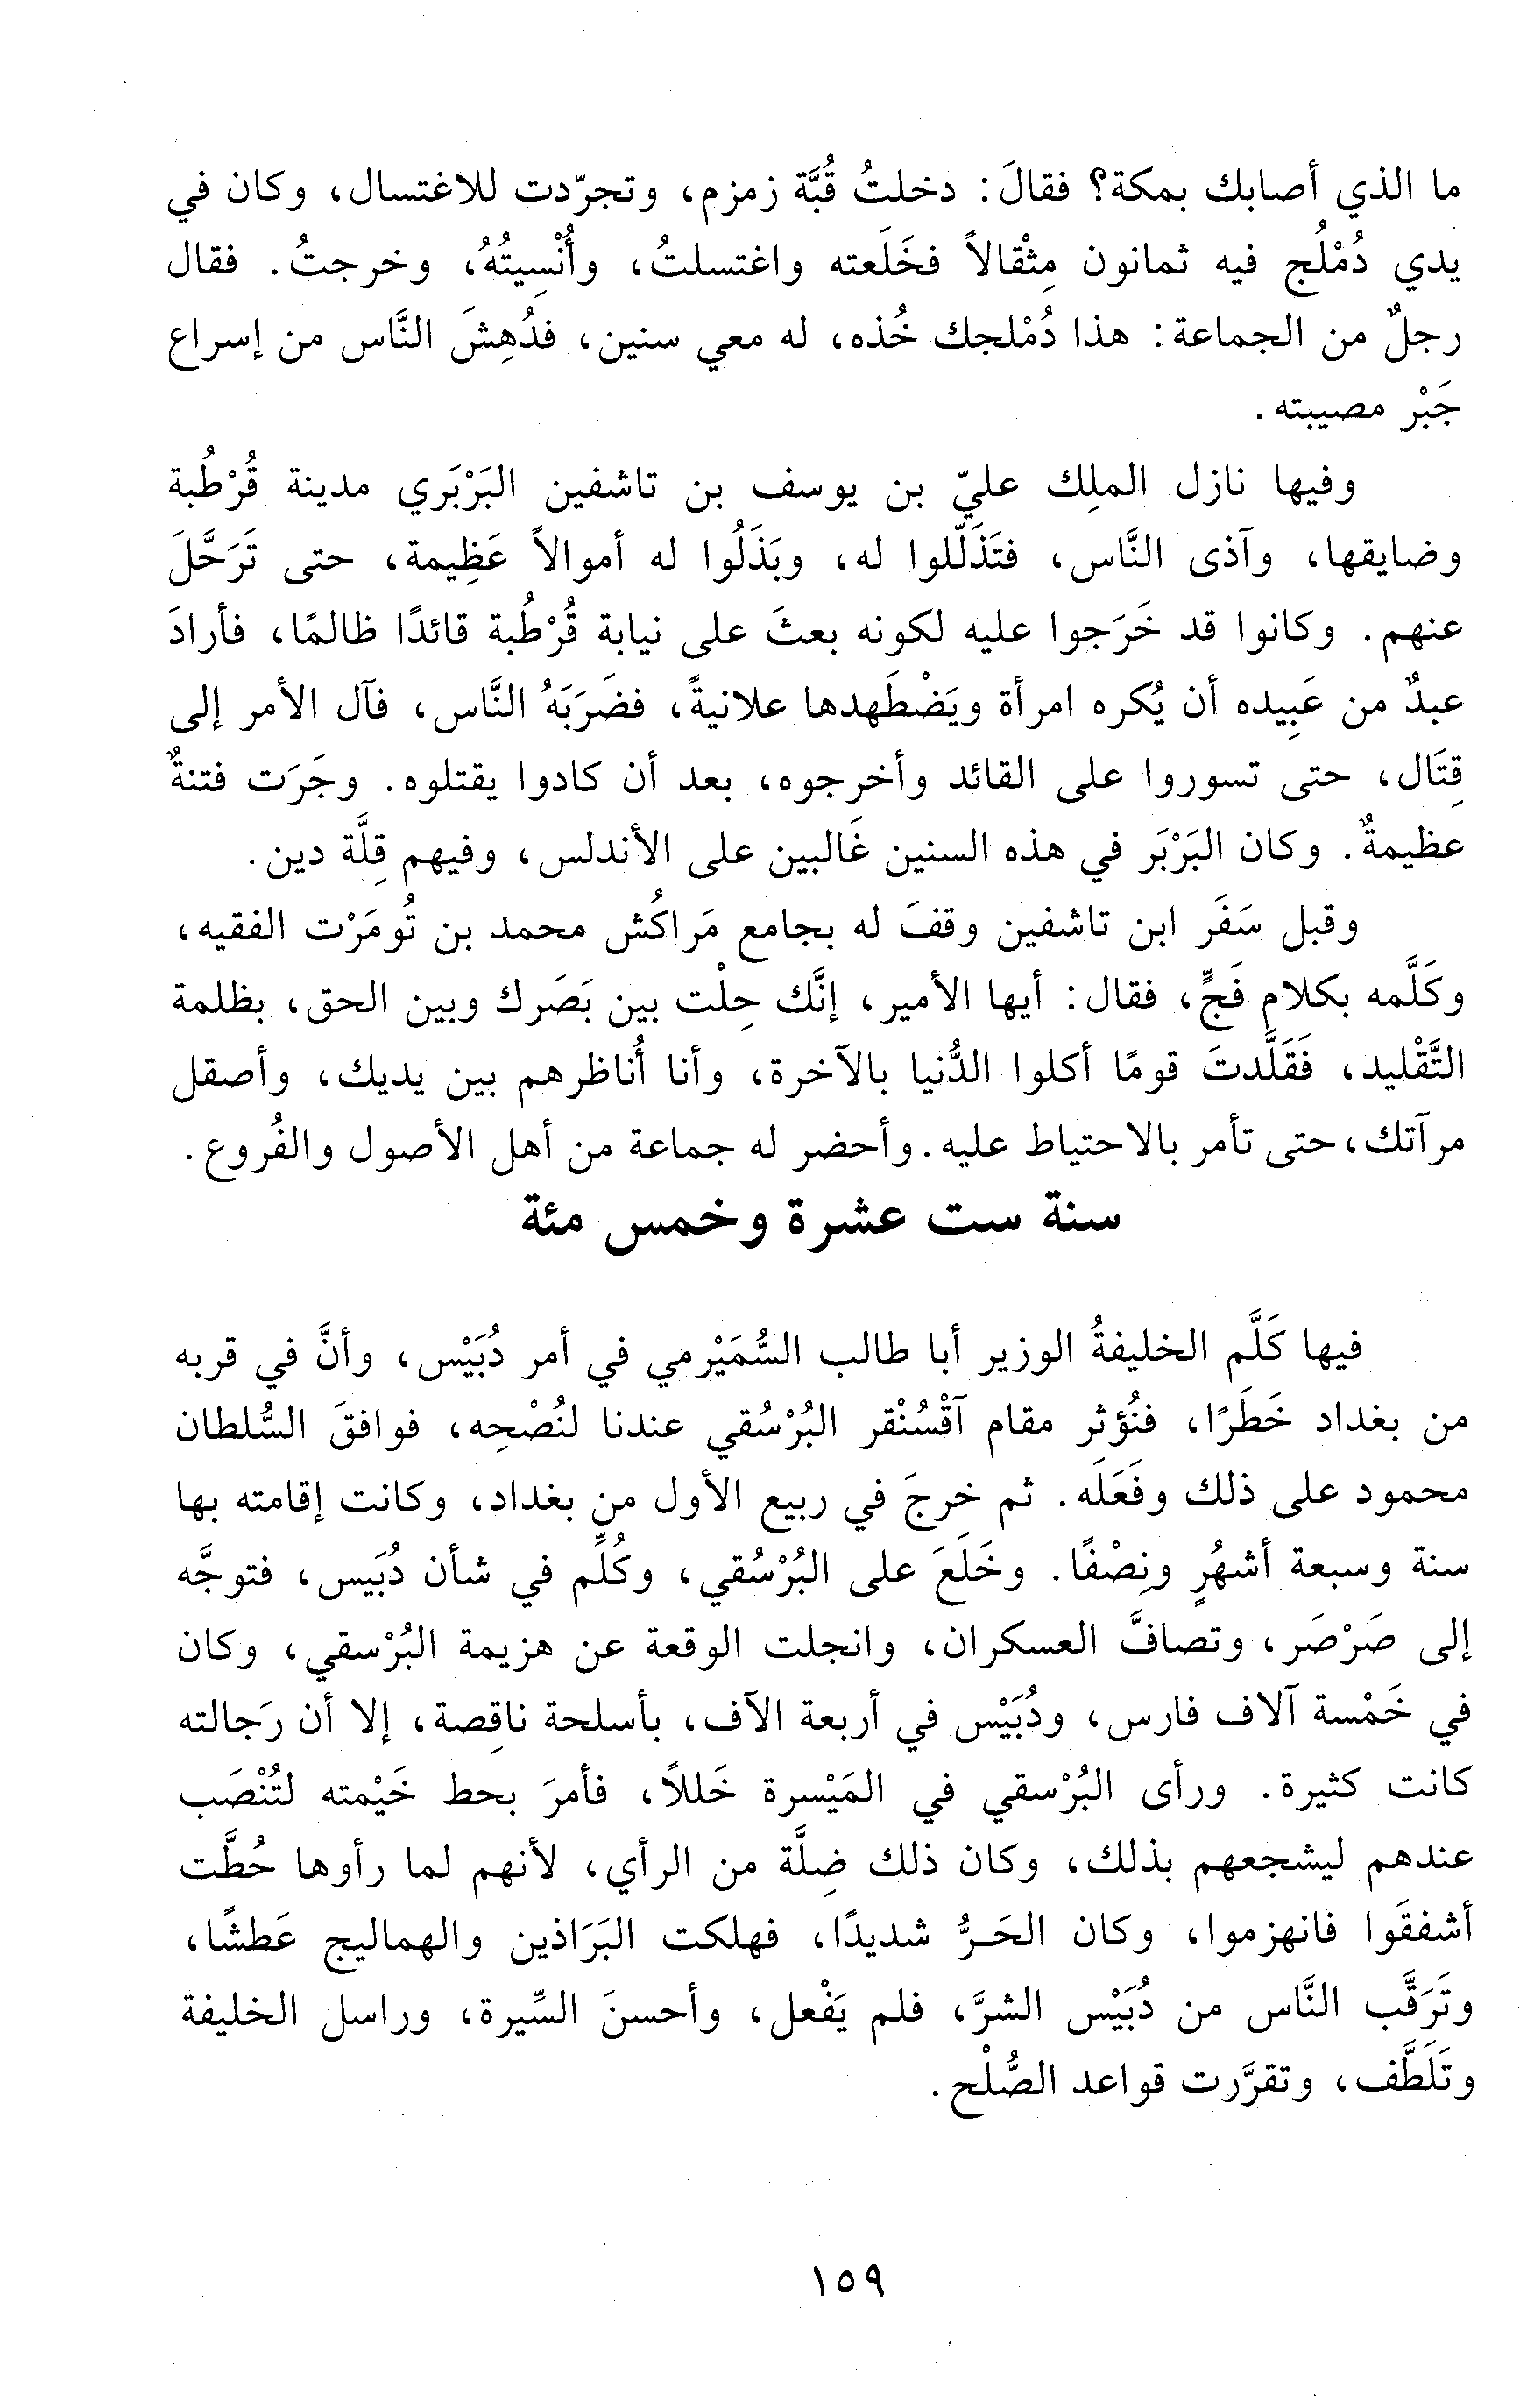 ما الذي أصابك بمكة؟ فقالَ: دخلتُ قُبَّة زمزم، وتجرّدت للاغتسال، وكان في
يدي دُمْلُج فيه ثمانون مِثْقالاً فخَلَعته واغتسلتُ، وأُنْسِيتُهُ، وخرجتُ. فقال
رجلٌ من الجماعة: هذا دُمْلجك خُذه، له معي سنين، فدُهِشَ النَّاس من إسراع
جَبْر مصيبته.
وفيها نازل الملِك عليّ بن يوسف بن تاشفين البَرْبَري مدينة قُرْطُبة
وضايقها، وآذى النَّاس، فتَذَلّلوا له، وبَذَلُوا له أموالاً عَظِيمة، حتى تَرَحَّلَ
عنهم. وكانوا قد خَرَجوا عليه لكونه بعثَ على نيابة قُرْطُبة قائدًا ظالمًا، فأرادَ
عبدٌ من عَبِيده أن يُكره امرأة ويَضْطَهدها علانيةً، فضَرَبَهُ النَّاس، فآل الأمر إلى
قِتَال، حتى تسوروا على القائد وأخرجوه، بعد أن كادوا يقتلوه. وجَرَت فتنةٌ
عظيمةٌ. وكان البَرْبَر في هذه السنين غَالبين على الأندلس، وفيهم قِلَّة دين.
وقبل سَفَر ابن تاشفين وقفَ له بجامع مَراكُش محمد بن تُومَرْت الفقيه،
وكَلَّمه بكلام فَجٍّ، فقال: أيها الأمير، إنَّك حِلْت بين بَصَرك وبين الحق، بظلمة
التَّقْليد، فَقَلَّدتَ قومًا أكلوا الدُّنيا بالآخرة، وأنا أُناظرهم بين يديك، وأصقل
مرآتك، حتى تأمر بالاحتياط عليه. وأحضر له جماعة من أهل الأصول والفُروع.
سنة ست عشرة وخمس مئة
فيها كَلَّم الخليفةُ الوزير أبا طالب السُّمَيْرمي في أمر دُبَيْس، وأنَّ في قربه
من بغداد خَطَرًا، فنُؤثر مقام آقْسُنْقر البُرْسُقي عندنا لنُصْحِه، فوافقَ السُّلطان
محمود على ذلك وفَعَلَه. ثم خرجَ في ربيع الأول من بغداد، وكانت إقامته بها
سنة وسبعة أشهُرٍ ونِصْفًا. وخَلَعَ على البُرْسُقي، وكُلِّم في شأن دُبَيس، فتوجَّه
إلى صَرْصَر، وتصافَّ العسكران، وانجلت الوقعة عن هزيمة البُرْسقي، وكان
في خَمْسة آلاف فارس، ودُبَيْس في أربعة الآف، بأسلحة ناقِصة، إلا أن رَجالته
كانت كثيرة. ورأى البُرْسقي في المَيْسرة خَللاً، فأمرَ بحط خَيْمته لتُنْصَب
عندهم ليشجعهم بذلك، وكان ذلك ضِلَّة من الرأي، لأنهم لما رأوها حُطَّت
أشفقَوا فانهزموا، وكان الحَـرُّ شديدًا، فهلكت البَرَاذين والهماليج عَطشًا،
وتَرَقَّب النَّاس من دُبَيْس الشرَّ، فلم يَفْعل، وأحسنَ السِّيرة، وراسل الخليفة
وتَلَطَّف، وتقرَّرت قواعد الصُّلْح.
١٥٩